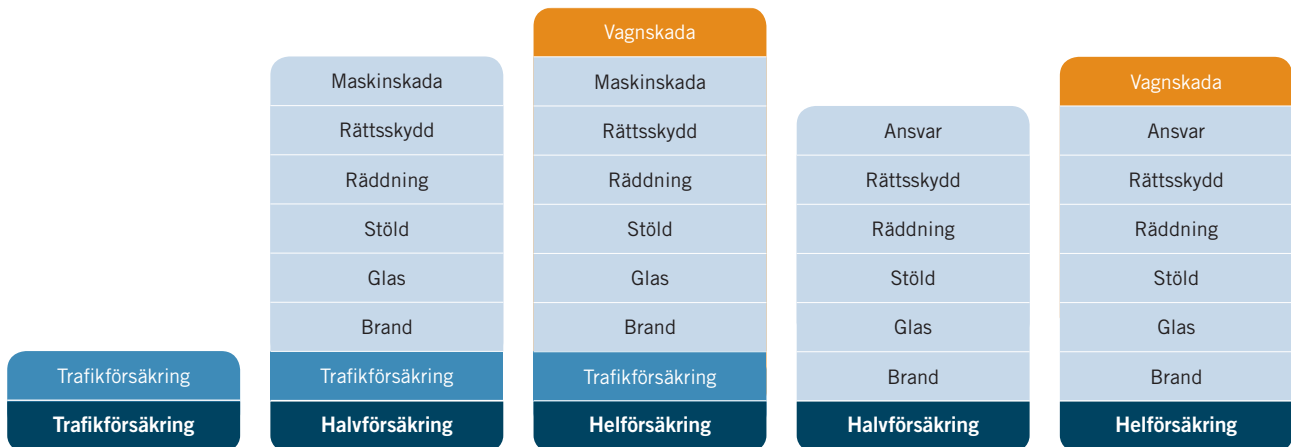 Trafikförsäkring
Trafikförsäkring
Maskinskada
Rättsskydd
Räddning
Stöld
Glas
Brand
Trafikförsäkring
Halvförsäkring
Vagnskada
Maskinskada
Rättsskydd
Räddning
Stöld
Glas
Brand
Trafikförsäkring
Helförsäkring
Ansvar
Rättsskydd
Räddning
Stöld
Glas
Brand
Halvförsäkring
Vagnskada
Ansvar
Rättsskydd
Räddning
Stöld
Glas
Brand
Helförsäkring